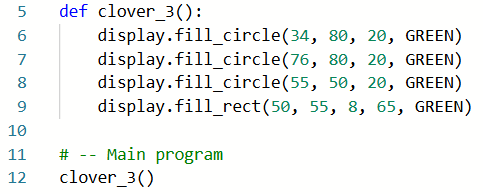 5 def clover_3():
6     display.fill_circle(34, 80, 20, GREEN)
7     display.fill_circle(76, 80, 20, GREEN)
8     display.fill_circle(55, 50, 20, GREEN)
9     display.fill_rect(50, 55, 8, 65, GREEN)
10
11 # -- Main program
12 clover_3()